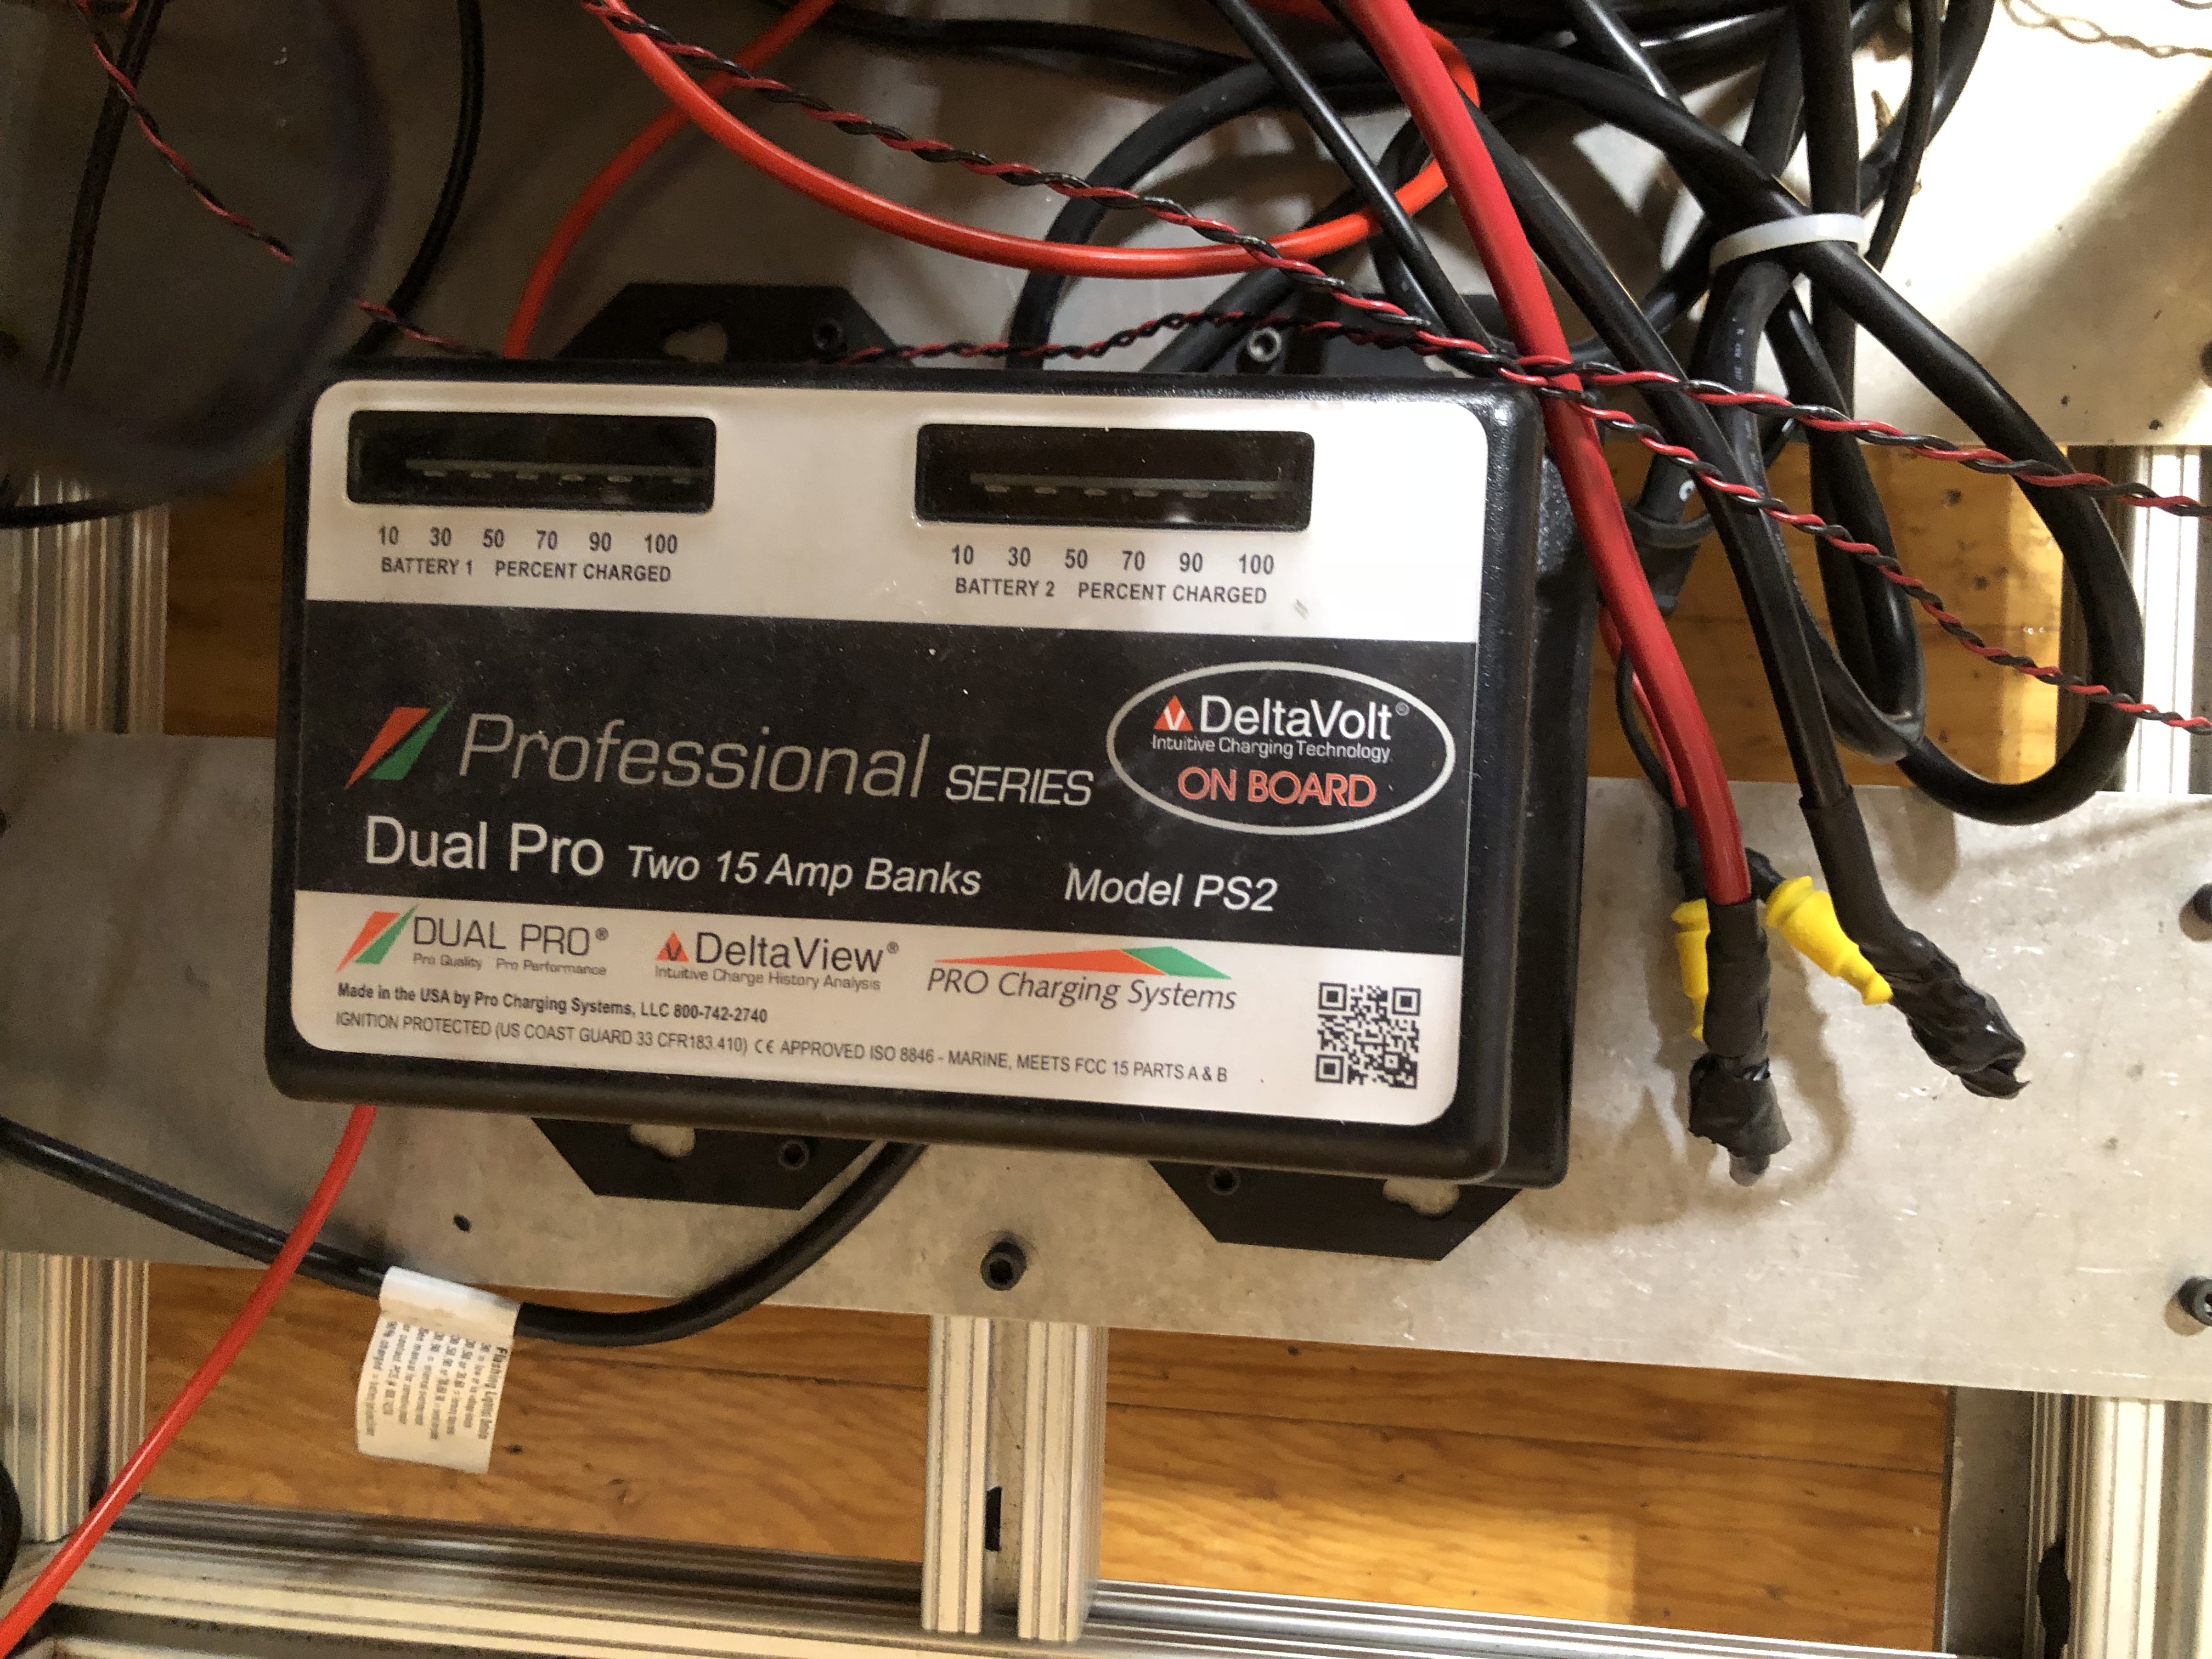 10 30 50 70 90 100
BATTERY 1 PERCENT CHARGED
10 30 50 70 90 100
BATTERY 2 PERCENT CHARGED
Professional SERIES
DeltaVolt®
Intuitive Charging Technology
ON BOARD
Dual Pro Two 15 Amp Banks Model PS2
DUAL PRO®
Pro Quality Pro Performance
DeltaView®
Intuitive Charge History Analysis
PRO Charging Systems
Made in the USA by Pro Charging Systems, LLC 800-742-2740
IGNITION PROTECTED (US COAST GUARD 33 CFR183.410) CE APPROVED ISO 8846 - MARINE, MEETS FCC 15 PARTS A & B
Flashing Lights